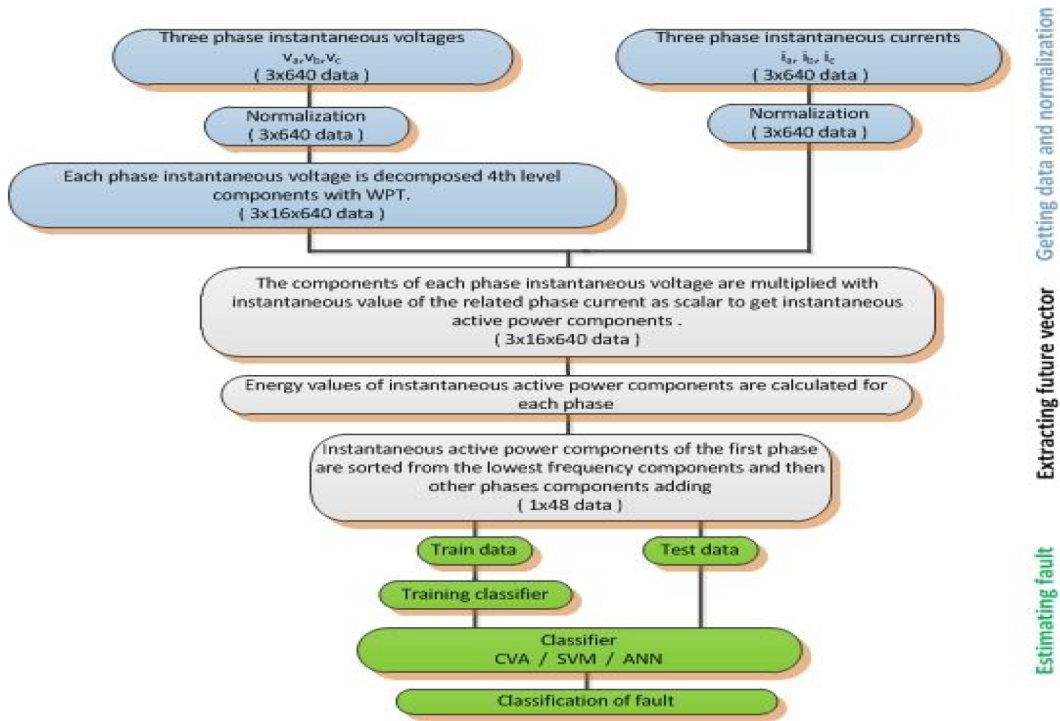 Three phase instantaneous voltages
va,vb,vc
( 3x640 data )
Three phase instantaneous currents
ia, ib, ic
( 3x640 data )
Normalization
( 3x640 data )
Normalization
( 3x640 data )
Each phase instantaneous voltage is decomposed 4th level
components with WPT.
( 3x16x640 data )
The components of each phase instantaneous voltage are multiplied with
instantaneous value of the related phase current as scalar to get instantaneous
active power components .
( 3x16x640 data )
Energy values of instantaneous active power components are calculated for
each phase
Instantaneous active power components of the first phase
are sorted from the lowest frequency components and then
other phases components adding
( 1x48 data )
Train data
Test data
Training classifier
Classifier
CVA / SVM / ANN
Classification of fault
Getting data and normalization
Extracting future vector
Estimating fault